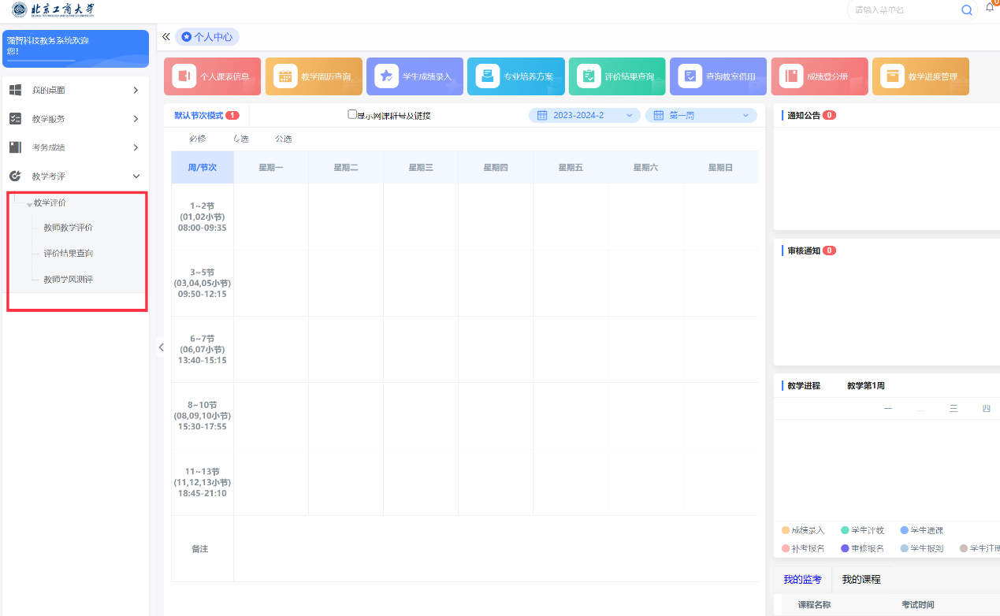 北京工商大学
BEIJING TECHNOLOGY AND BUSINESS UNIVERSITY
请输入菜单名
0
强智科技教务系统欢迎
您!
个人中心
我的桌面
教学服务
考务成绩
教学考评
教学评价
教师教学评价
评价结果查询
教师学风测评
个人课表信息
教学周历查询
学生成绩录入
专业培养方案
评价结果查询
查询教室借用
成绩登分册
教学进度管理
默认节次模式 1
显示网课群号及链接
2023-2024-2
第一周
必修 专选 公选
周/节次 星期一 星期二 星期三 星期四 星期五 星期六 星期日
1~2节
(01,02小节)
08:00-09:35
3~5节
(03,04,05小节)
09:50-12:15
6~7节
(06,07小节)
13:40-15:15
8~10节
(08,09,10小节)
15:30-17:55
11~13节
(11,12,13小节)
18:45-21:10
备注
通知公告 0
审核通知 0
教学进程 教学第1周
一 二 三 四
成绩录入 学生评教 学生选课
补考报名 重修报名 学生报到 学生注册
我的监考 我的课程
课程名称 考试时间